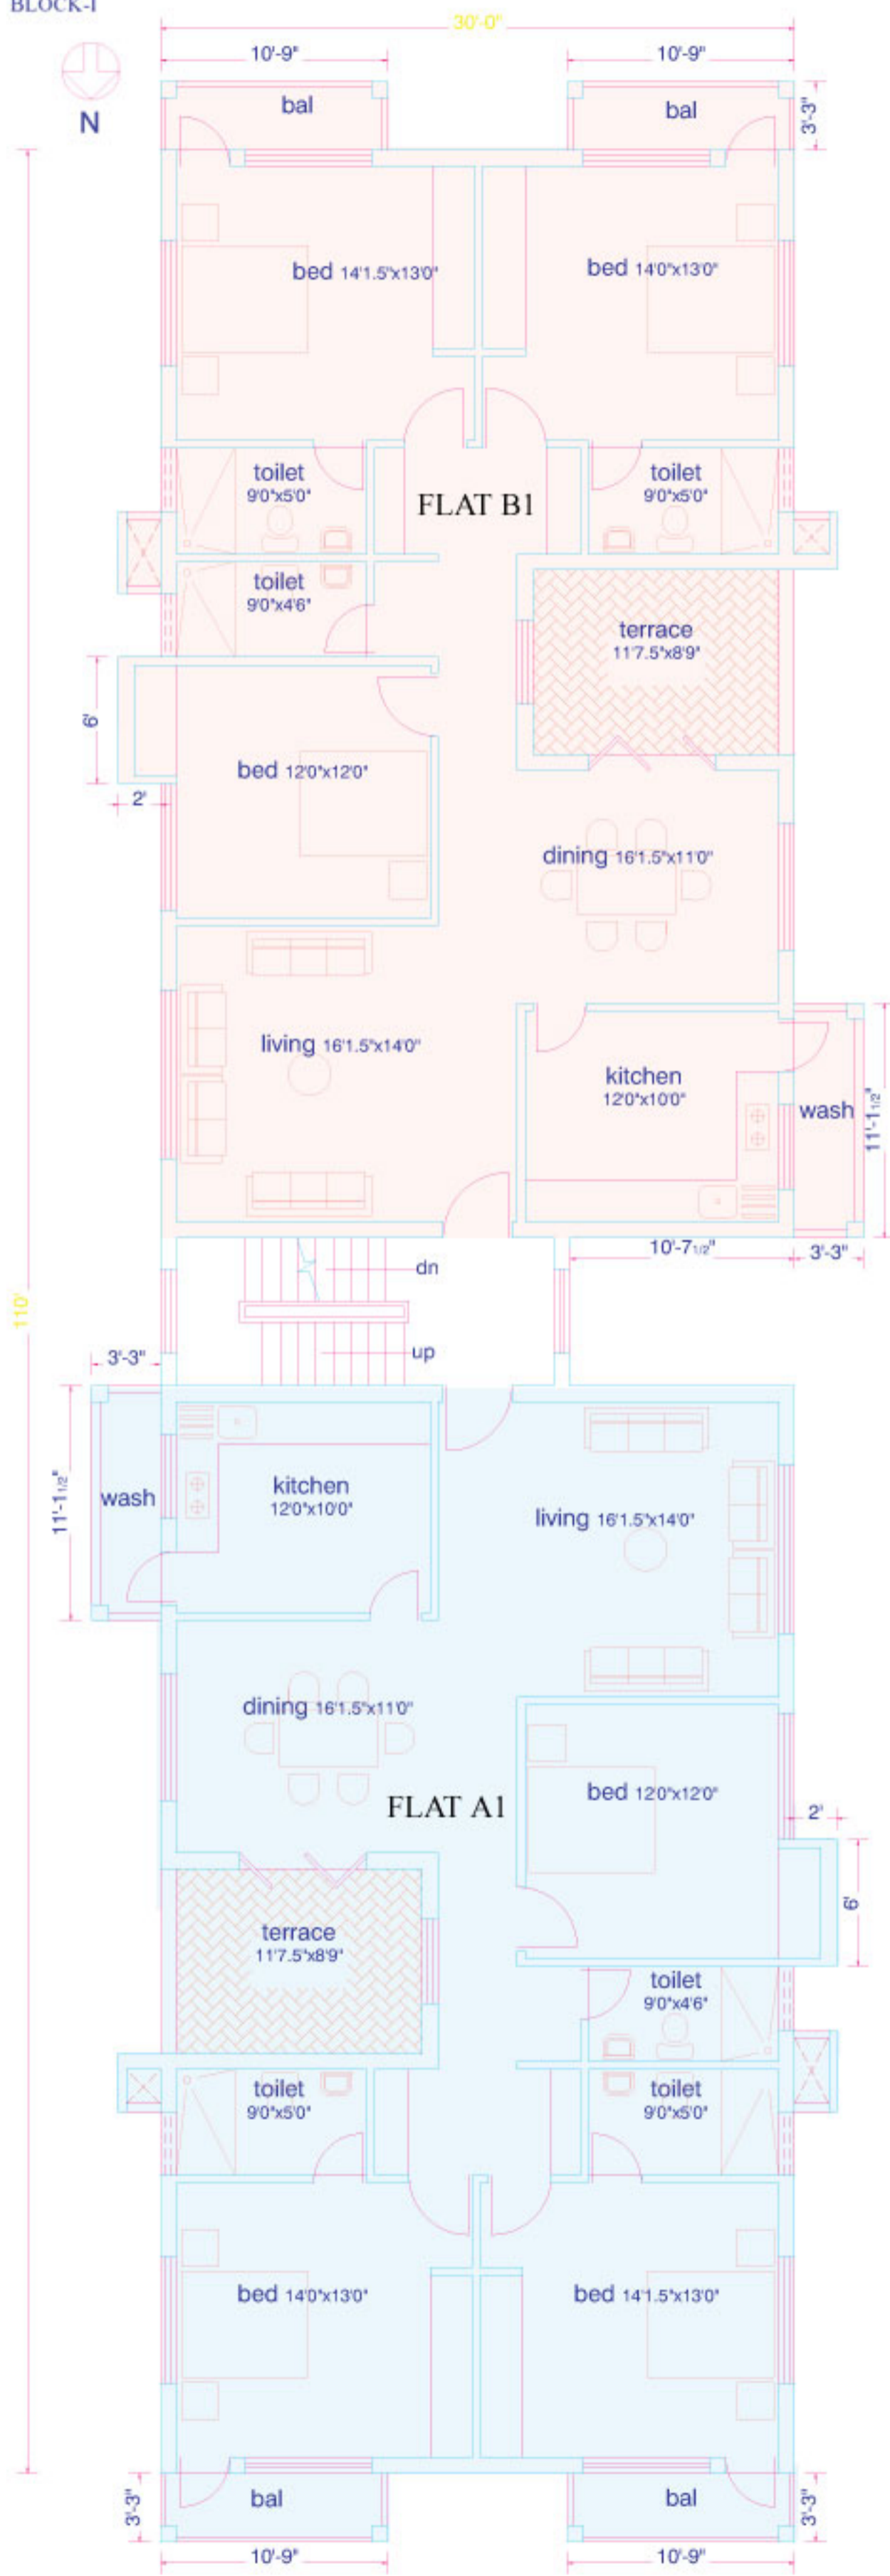 BLOCK-I
30'-0"
10'-9"
10'-9"
N
bal
bal
3'-3"
bed 14'1.5"x13'0"
bed 14'0"x13'0"
toilet
9'0"x5'0"
toilet
9'0"x5'0"
FLAT B1
toilet
9'0"x4'6"
terrace
11'7.5"x8'9"
6'
2'
bed 12'0"x12'0"
dining 16'1.5"x11'0"
living 16'1.5"x14'0"
kitchen
12'0"x10'0"
wash
11'-1 1/2"
10'-7 1/2"
3'-3"
dn
110'
up
3'-3"
11'-1 1/2"
wash
kitchen
12'0"x10'0"
living 16'1.5"x14'0"
dining 16'1.5"x11'0"
bed 12'0"x12'0"
FLAT A1
2'
6'
terrace
11'7.5"x8'9"
toilet
9'0"x4'6"
toilet
9'0"x5'0"
toilet
9'0"x5'0"
bed 14'0"x13'0"
bed 14'1.5"x13'0"
3'-3"
bal
bal
3'-3"
10'-9"
10'-9"